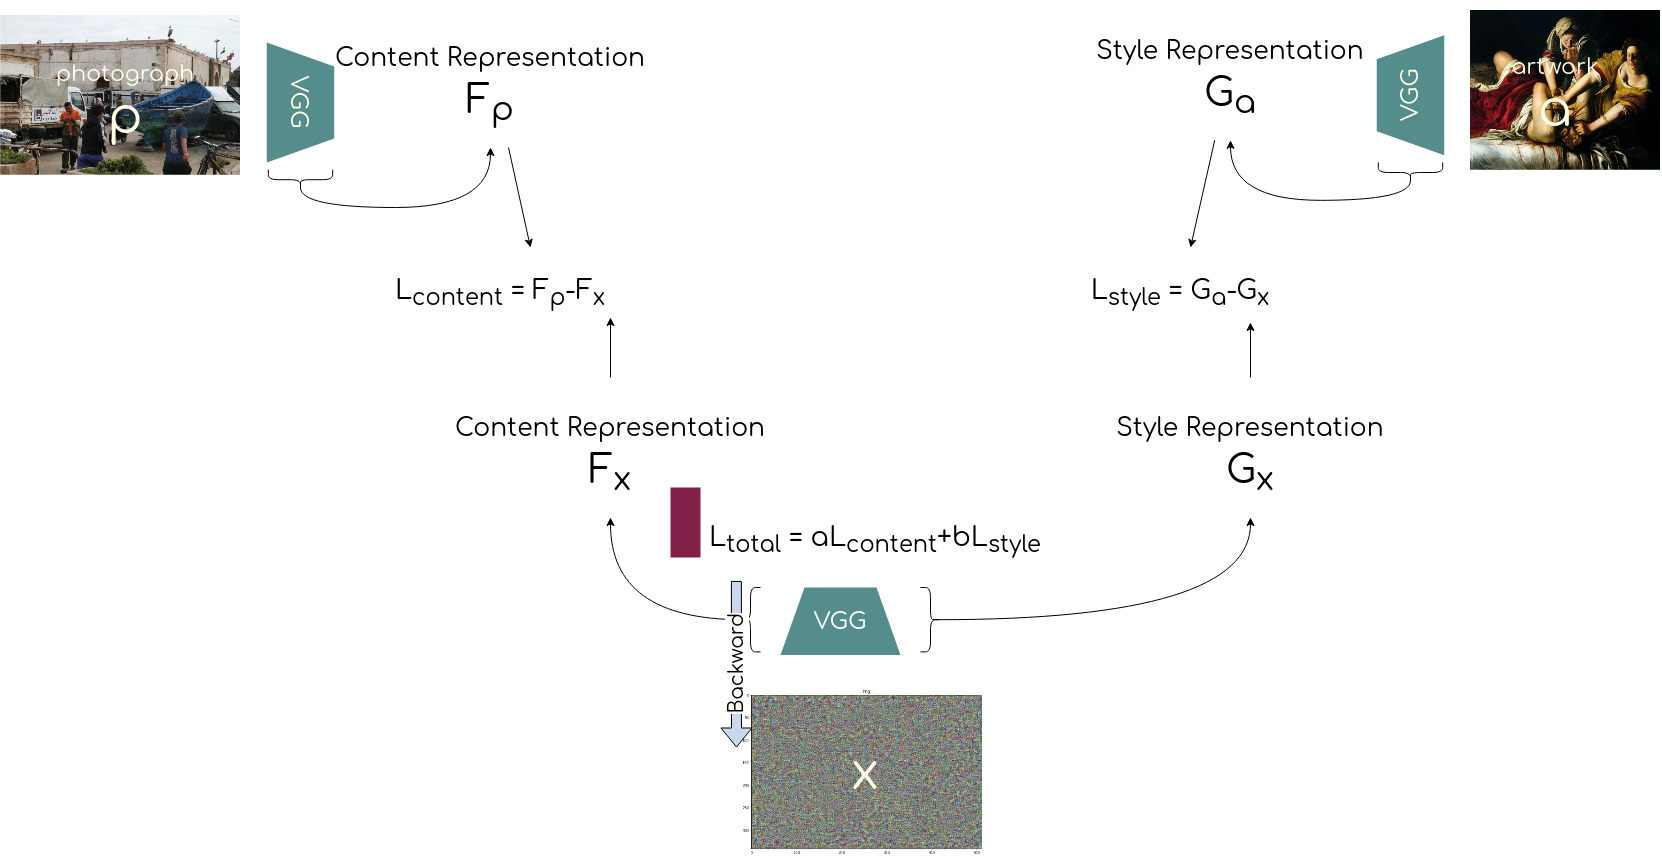 photograph
p
VGG
Content Representation
Fp
Style Representation
Ga
VGG
artwork
a
Lcontent = Fp-Fx
Lstyle = Ga-Gx
Content Representation
Fx
Style Representation
Gx
Ltotal = aLcontent+bLstyle
VGG
Backward
img
x